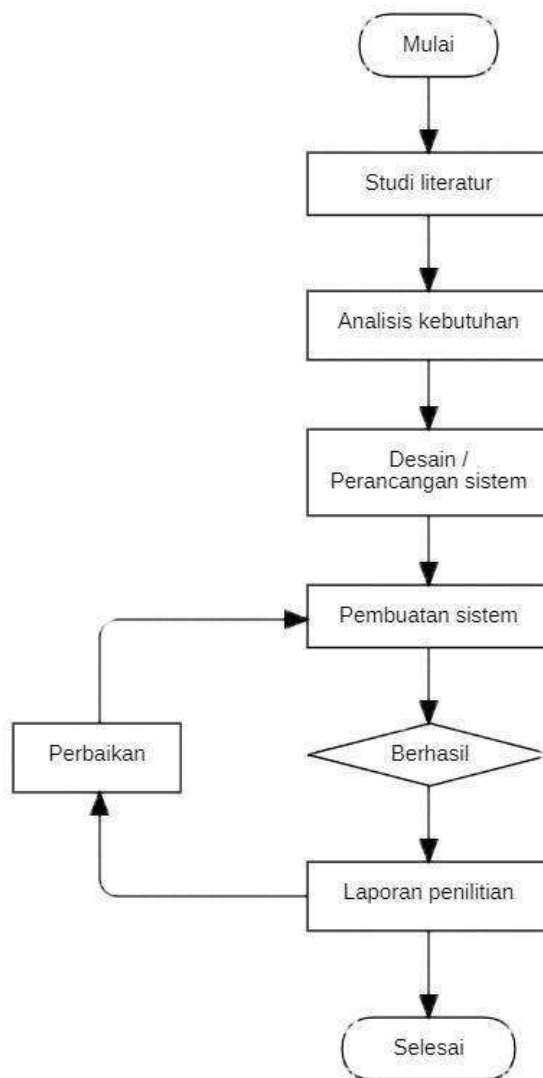 Mulai
Studi literatur
Analisis kebutuhan
Desain /
Perancangan sistem
Pembuatan sistem
Perbaikan
Berhasil
Laporan penilitian
Selesai